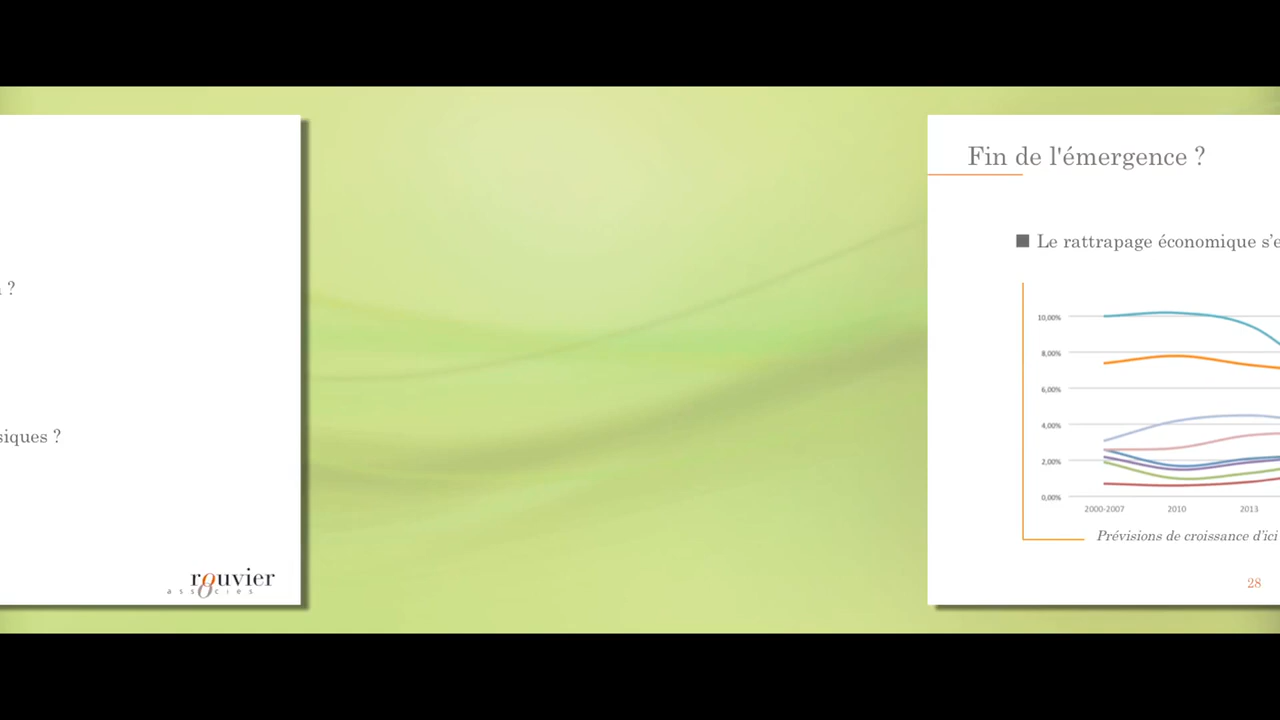 ?
siques ?
rouvier
associés
Fin de l'émergence ?
Le rattrapage économique s'e
10,00%
8,00%
6,00%
4,00%
2,00%
0,00%
2000-2007 2010 2013
Prévisions de croissance d'ici
28